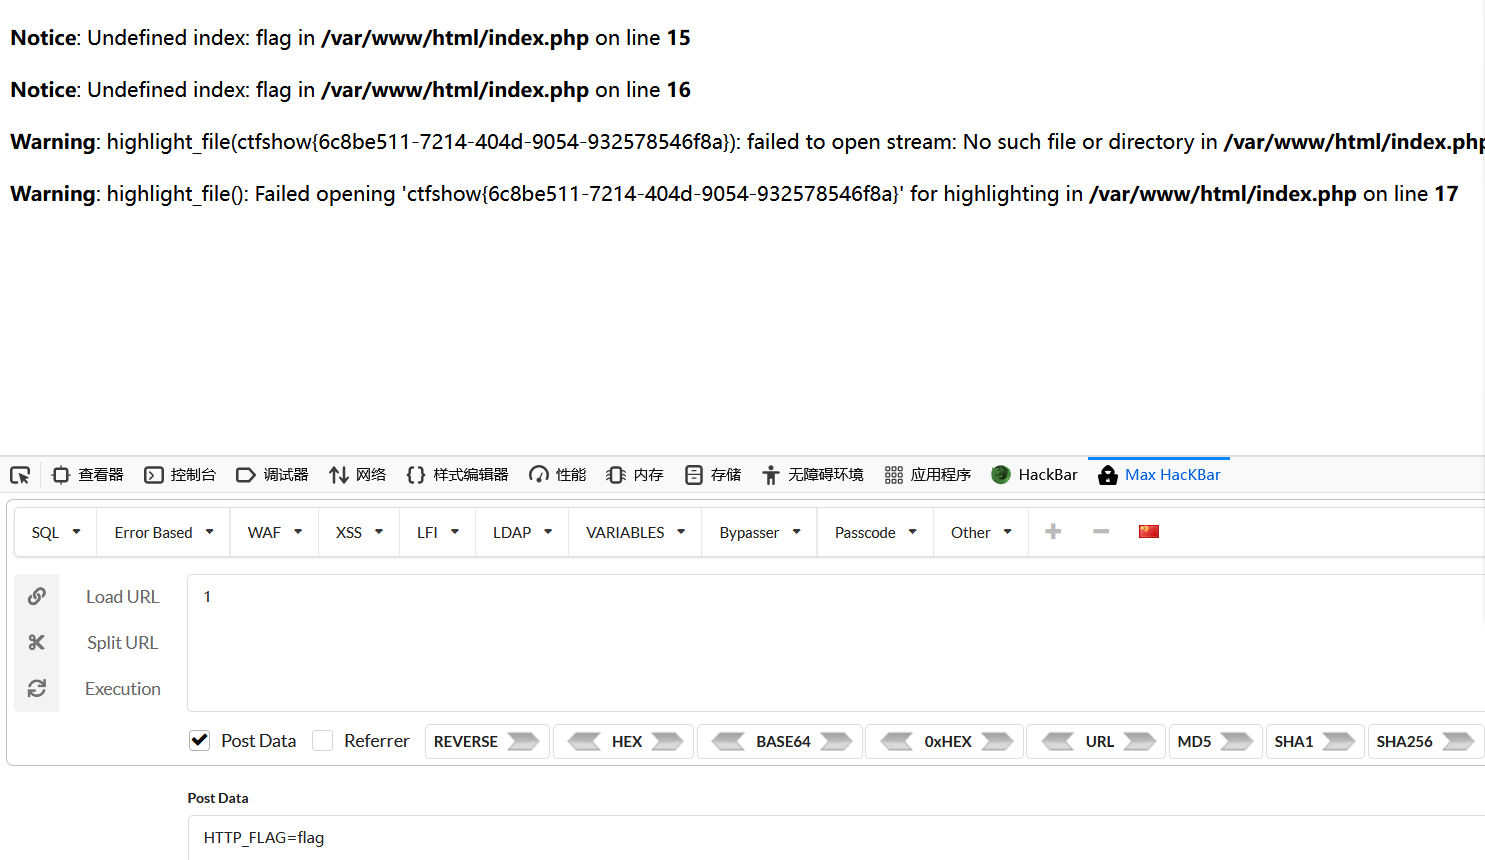 Notice: Undefined index: flag in /var/www/html/index.php on line 15
Notice: Undefined index: flag in /var/www/html/index.php on line 16
Warning: highlight_file(ctfshow{6c8be511-7214-404d-9054-932578546f8a}): failed to open stream: No such file or directory in /var/www/html/index.php
Warning: highlight_file(): Failed opening 'ctfshow{6c8be511-7214-404d-9054-932578546f8a}' for highlighting in /var/www/html/index.php on line 17
查看器 控制台 调试器 网络 样式编辑器 性能 内存 存储 无障碍环境 应用程序 HackBar Max HacKBar
SQL Error Based WAF XSS LFI LDAP VARIABLES Bypasser Passcode Other
Load URL 1
Split URL
Execution
Post Data Referrer REVERSE HEX BASE64 0xHEX URL MD5 SHA1 SHA256
Post Data
HTTP_FLAG=flag